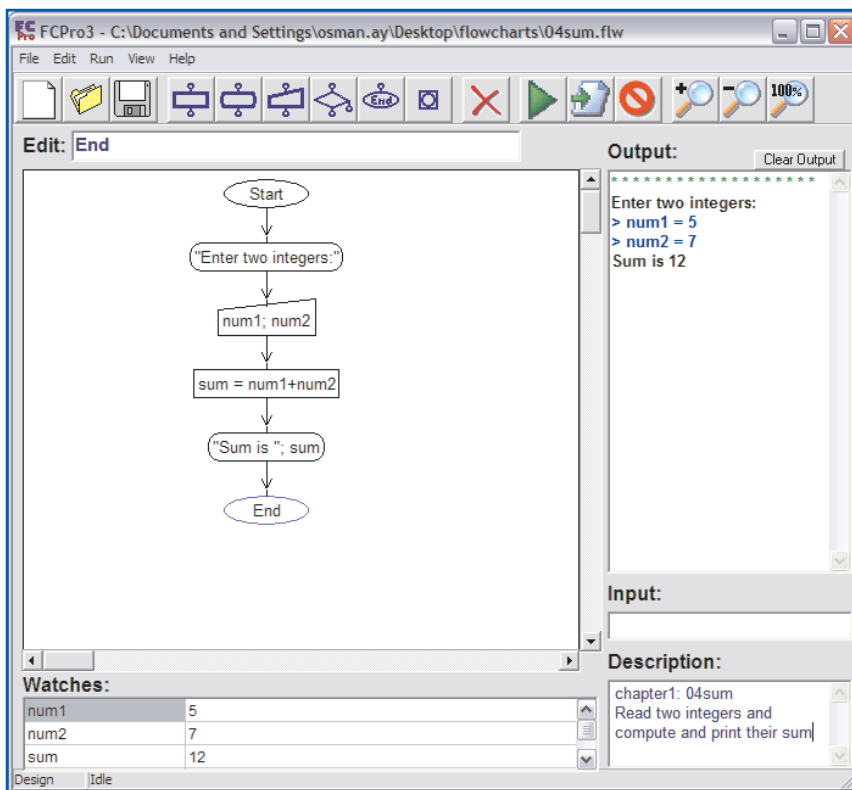 FCPro3 - C:\Documents and Settings\osman.ay\Desktop\flowcharts\04sum.flw
File Edit Run View Help
End
100%
Edit: End
Start
"Enter two integers:"
num1; num2
sum = num1+num2
"Sum is "; sum
End
Output:
Clear Output
* * * * * * * * * * * * * * * * * * *
Enter two integers:
> num1 = 5
> num2 = 7
Sum is 12
Input:
Description:
chapter1: 04sum
Read two integers and
compute and print their sum
Watches:
num1 5
num2 7
sum 12
Design Idle